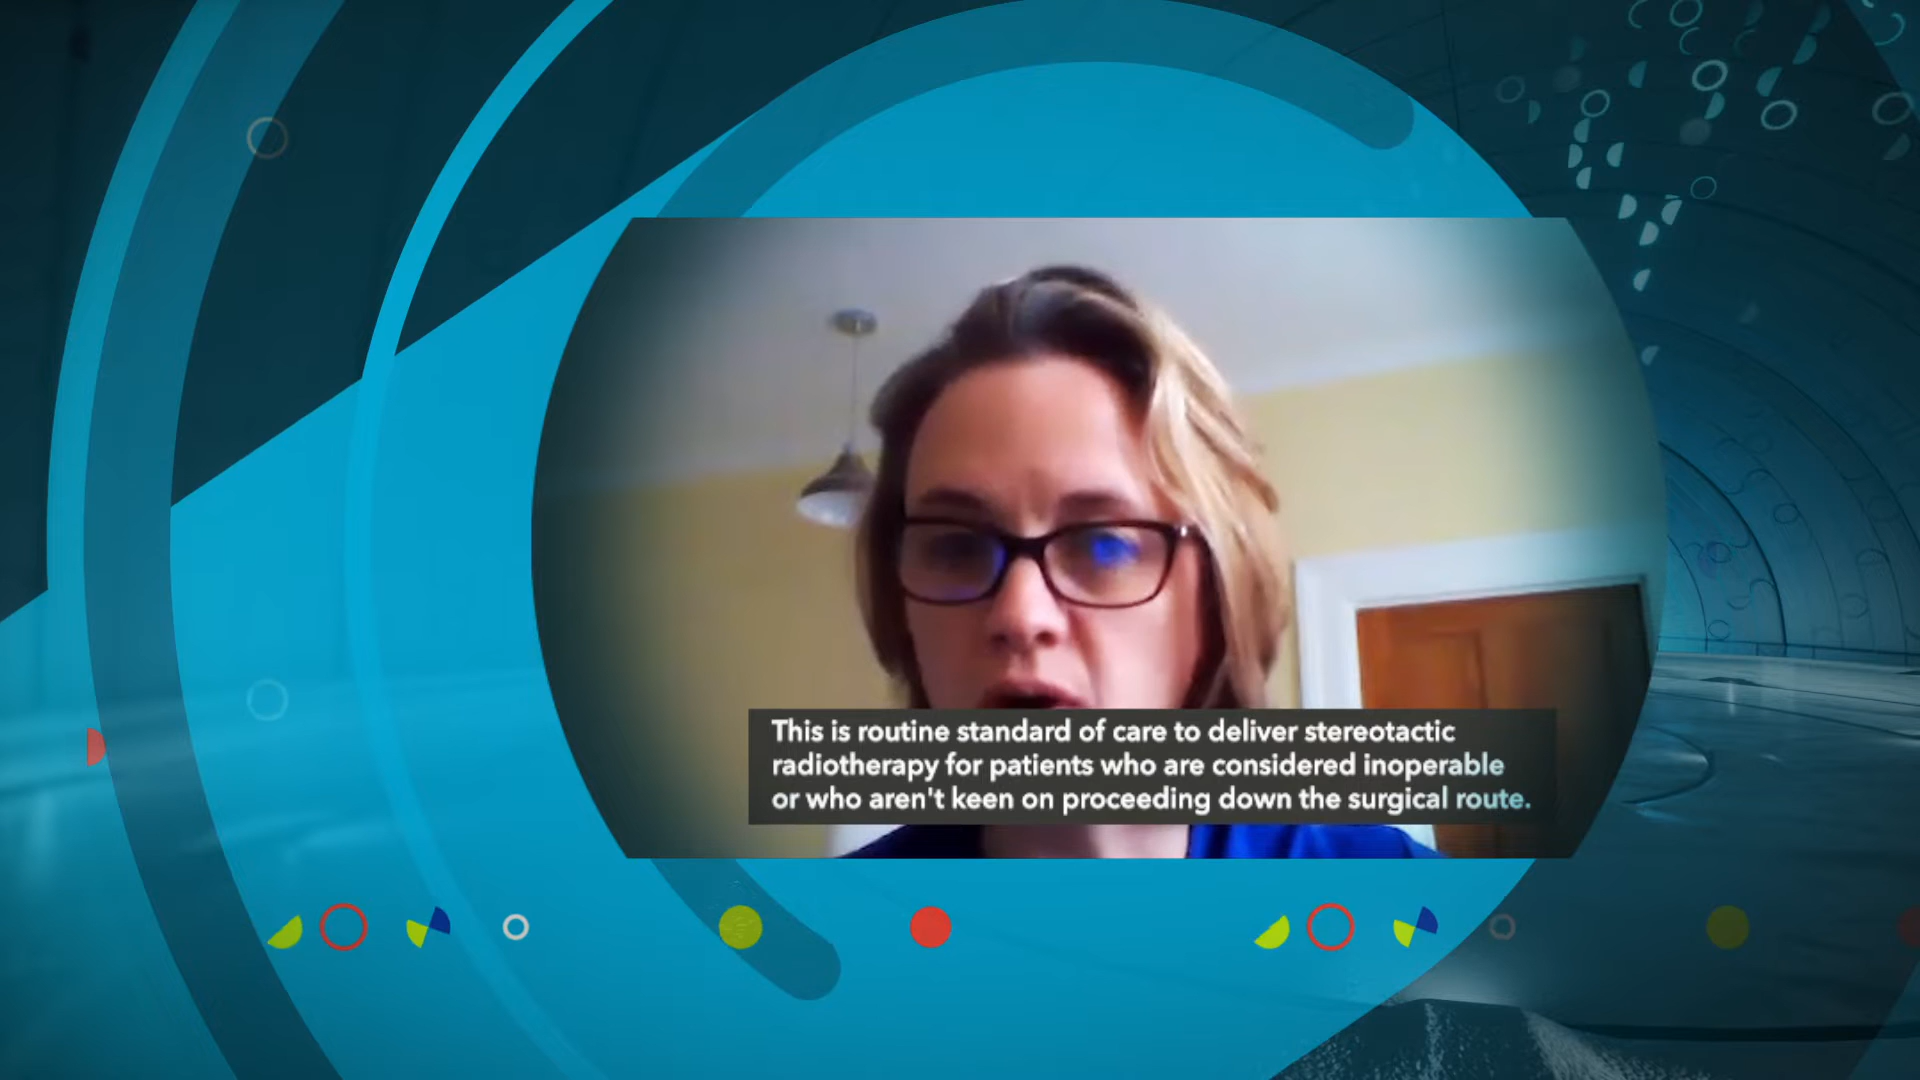 This is routine standard of care to deliver stereotactic
radiotherapy for patients who are considered inoperable
or who aren't keen on proceeding down the surgical route.